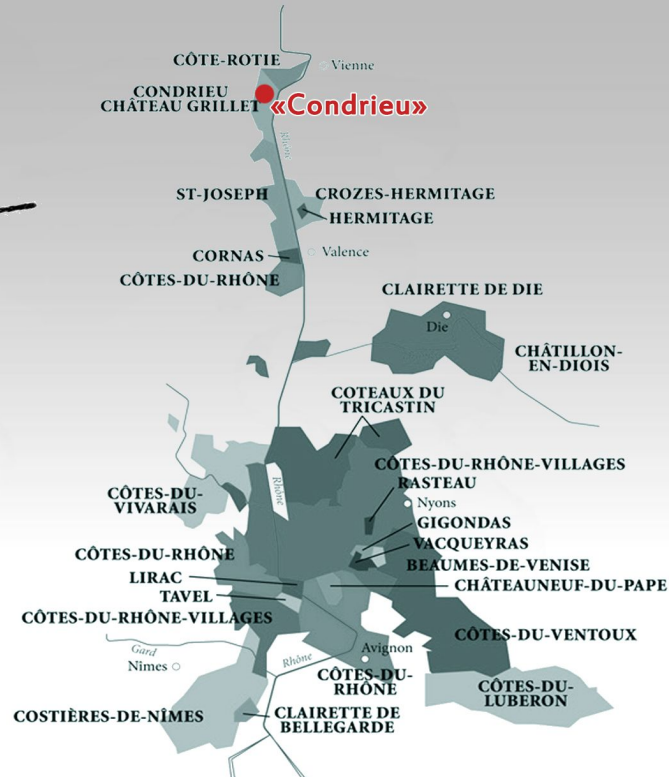 CÔTE-ROTIE
Vienne
CONDRIEU
CHÂTEAU GRILLET
«Condrieu»
Rhône
ST-JOSEPH
CROZES-HERMITAGE
HERMITAGE
CORNAS
Valence
CÔTES-DU-RHÔNE
CLAIRETTE DE DIE
Die
CHÂTILLON-
EN-DIOIS
COTEAUX DU
TRICASTIN
CÔTES-DU-RHÔNE-VILLAGES
RASTEAU
Rhône
CÔTES-DU-
VIVARAIS
Nyons
GIGONDAS
VACQUEYRAS
CÔTES-DU-RHÔNE
BEAUMES-DE-VENISE
LIRAC
CHÂTEAUNEUF-DU-PAPE
TAVEL
CÔTES-DU-RHÔNE-VILLAGES
CÔTES-DU-VENTOUX
Gard
Avignon
Nîmes
Rhône
CÔTES-DU-
RHÔNE
CÔTES-DU-
LUBERON
COSTIÈRES-DE-NÎMES
CLAIRETTE DE
BELLEGARDE